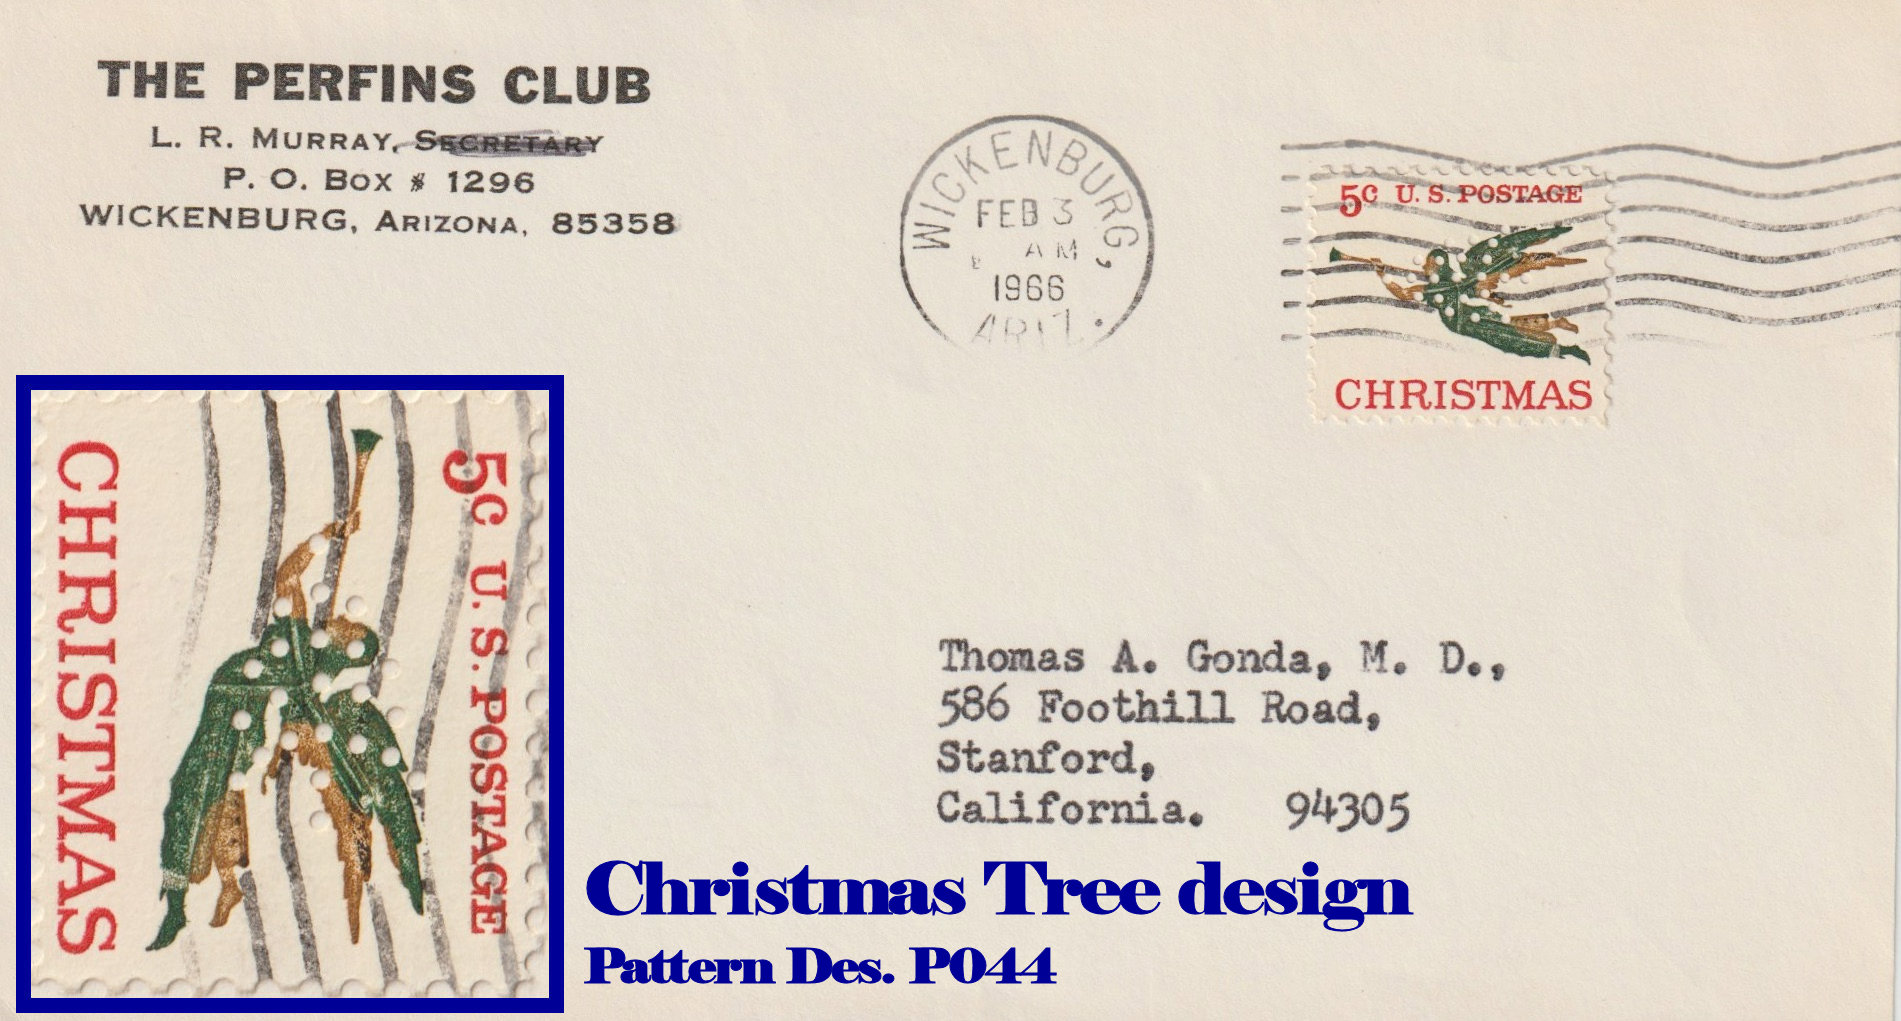 THE PERFINS CLUB
L. R. MURRAY, SECRETARY
P. O. BOX # 1296
WICKENBURG, ARIZONA, 85358
WICKENBURG,
FEB 3
AM
1966
ARIZ.
5c U. S. POSTAGE
CHRISTMAS
5c U. S. POSTAGE
CHRISTMAS
Thomas A. Gonda, M. D.,
586 Foothill Road,
Stanford,
California. 94305
Christmas Tree design
Pattern Des. P044